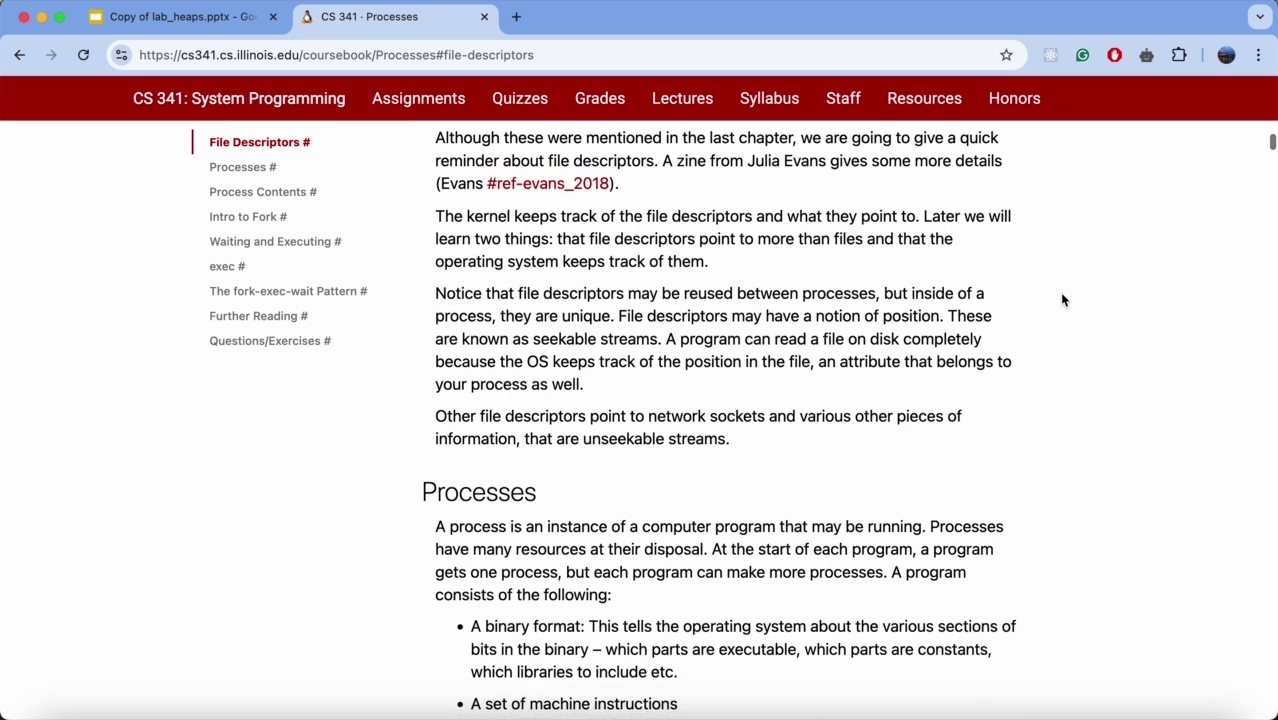 Copy of lab_heaps.pptx - Goo
CS 341 · Processes
https://cs341.cs.illinois.edu/coursebook/Processes#file-descriptors
CS 341: System Programming Assignments Quizzes Grades Lectures Syllabus Staff Resources Honors
File Descriptors #
Processes #
Process Contents #
Intro to Fork #
Waiting and Executing #
exec #
The fork-exec-wait Pattern #
Further Reading #
Questions/Exercises #
Although these were mentioned in the last chapter, we are going to give a quick
reminder about file descriptors. A zine from Julia Evans gives some more details
(Evans #ref-evans_2018).
The kernel keeps track of the file descriptors and what they point to. Later we will
learn two things: that file descriptors point to more than files and that the
operating system keeps track of them.
Notice that file descriptors may be reused between processes, but inside of a
process, they are unique. File descriptors may have a notion of position. These
are known as seekable streams. A program can read a file on disk completely
because the OS keeps track of the position in the file, an attribute that belongs to
your process as well.
Other file descriptors point to network sockets and various other pieces of
information, that are unseekable streams.
Processes
A process is an instance of a computer program that may be running. Processes
have many resources at their disposal. At the start of each program, a program
gets one process, but each program can make more processes. A program
consists of the following:
• A binary format: This tells the operating system about the various sections of
bits in the binary – which parts are executable, which parts are constants,
which libraries to include etc.
• A set of machine instructions